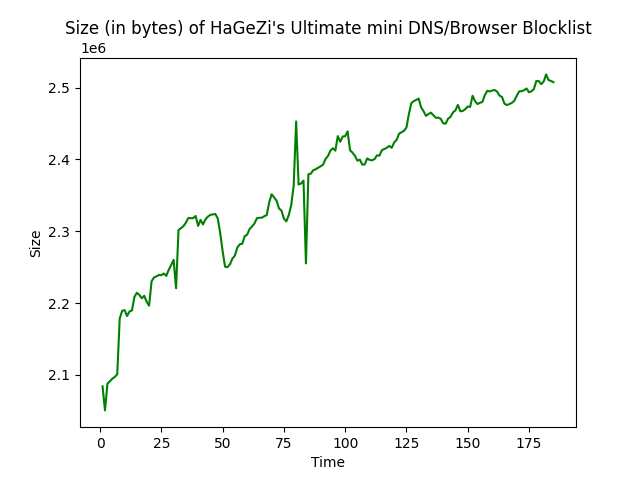 Size (in bytes) of HaGeZi's Ultimate mini DNS/Browser Blocklist
1e6
2.5
2.4
2.3
2.2
2.1
Size
0 25 50 75 100 125 150 175
Time